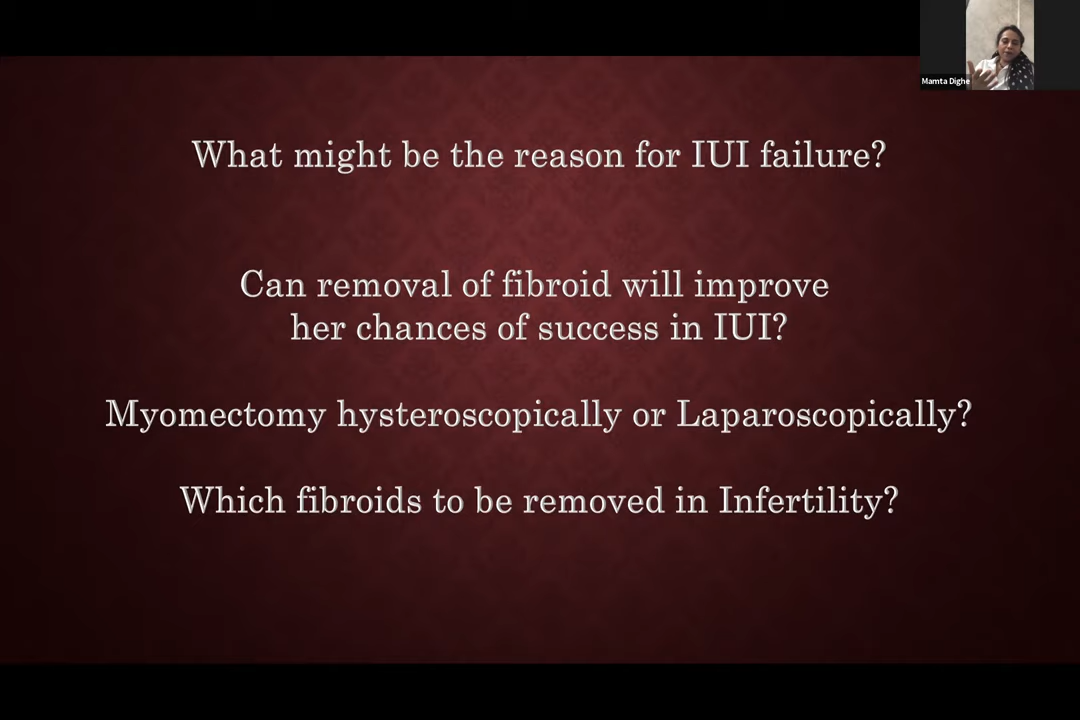 Mamta Dighe
What might be the reason for IUI failure?
Can removal of fibroid will improve
her chances of success in IUI?
Myomectomy hysteroscopically or Laparoscopically?
Which fibroids to be removed in Infertility?